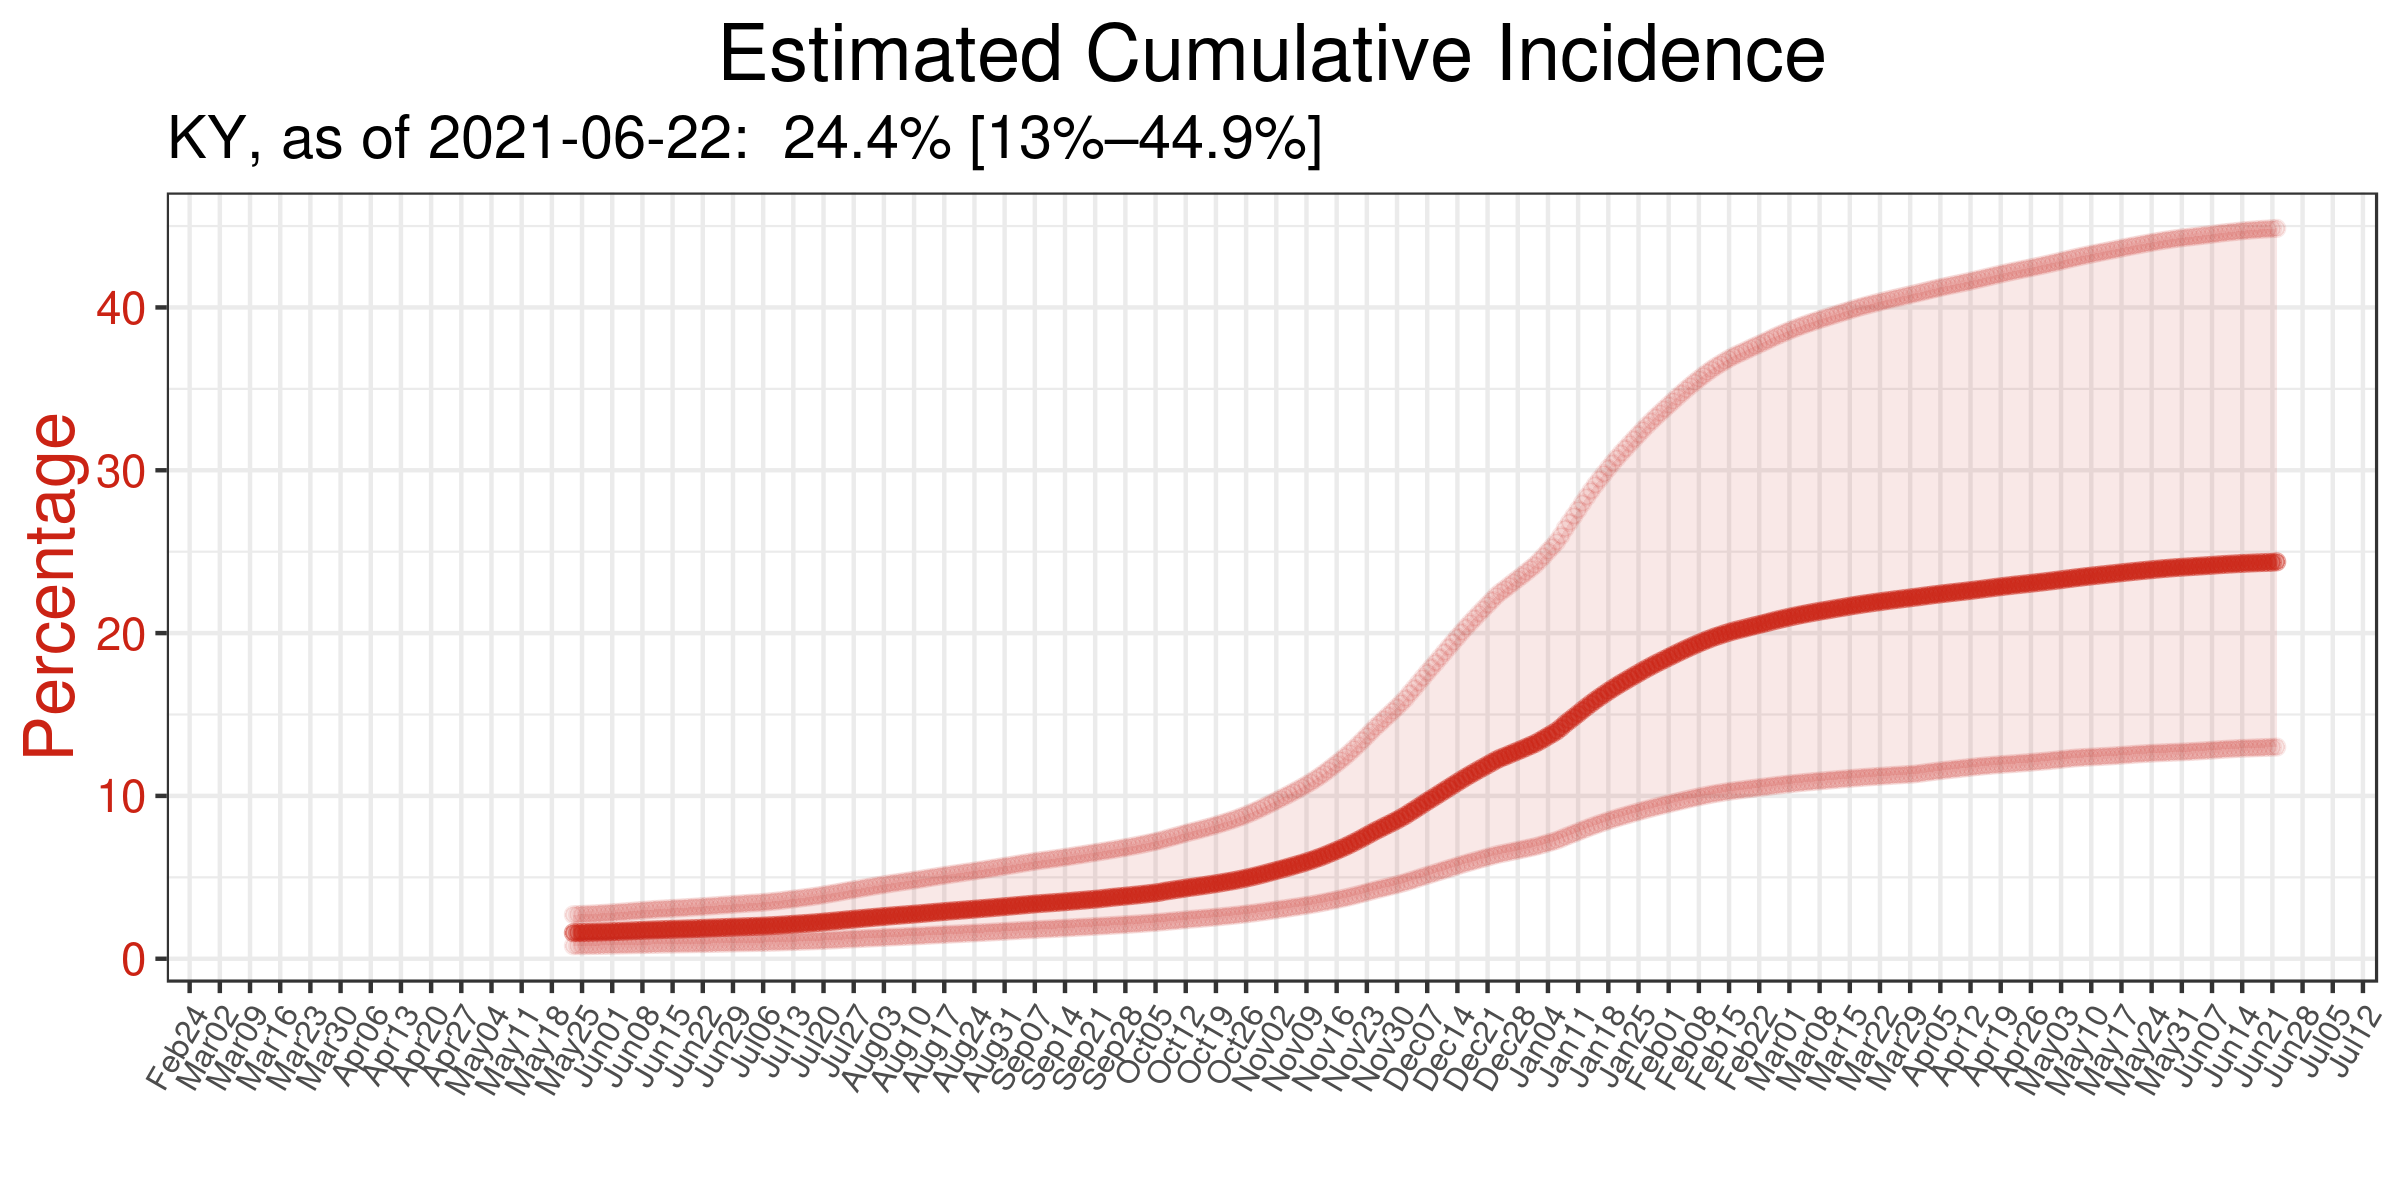 Estimated Cumulative Incidence
KY, as of 2021-06-22: 24.4% [13%–44.9%]
Percentage
40
30
20
10
0
Feb24
Mar02
Mar09
Mar16
Mar23
Mar30
Apr06
Apr13
Apr20
Apr27
May04
May11
May18
May25
Jun01
Jun08
Jun15
Jun22
Jun29
Jul06
Jul13
Jul20
Jul27
Aug03
Aug10
Aug17
Aug24
Aug31
Sep07
Sep14
Sep21
Sep28
Oct05
Oct12
Oct19
Oct26
Nov02
Nov09
Nov16
Nov23
Nov30
Dec07
Dec14
Dec21
Dec28
Jan04
Jan11
Jan18
Jan25
Feb01
Feb08
Feb15
Feb22
Mar01
Mar08
Mar15
Mar22
Mar29
Apr05
Apr12
Apr19
Apr26
May03
May10
May17
May24
May31
Jun07
Jun14
Jun21
Jun28
Jul05
Jul12